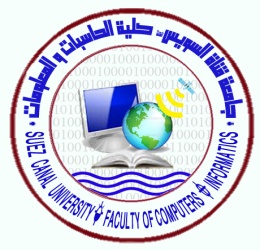 جامعة قناة السويس - كلية الحاسبات و المعلومات
SUEZ CANAL UNIVERSITY FACULTY OF COMPUTERS & INFORMATICS